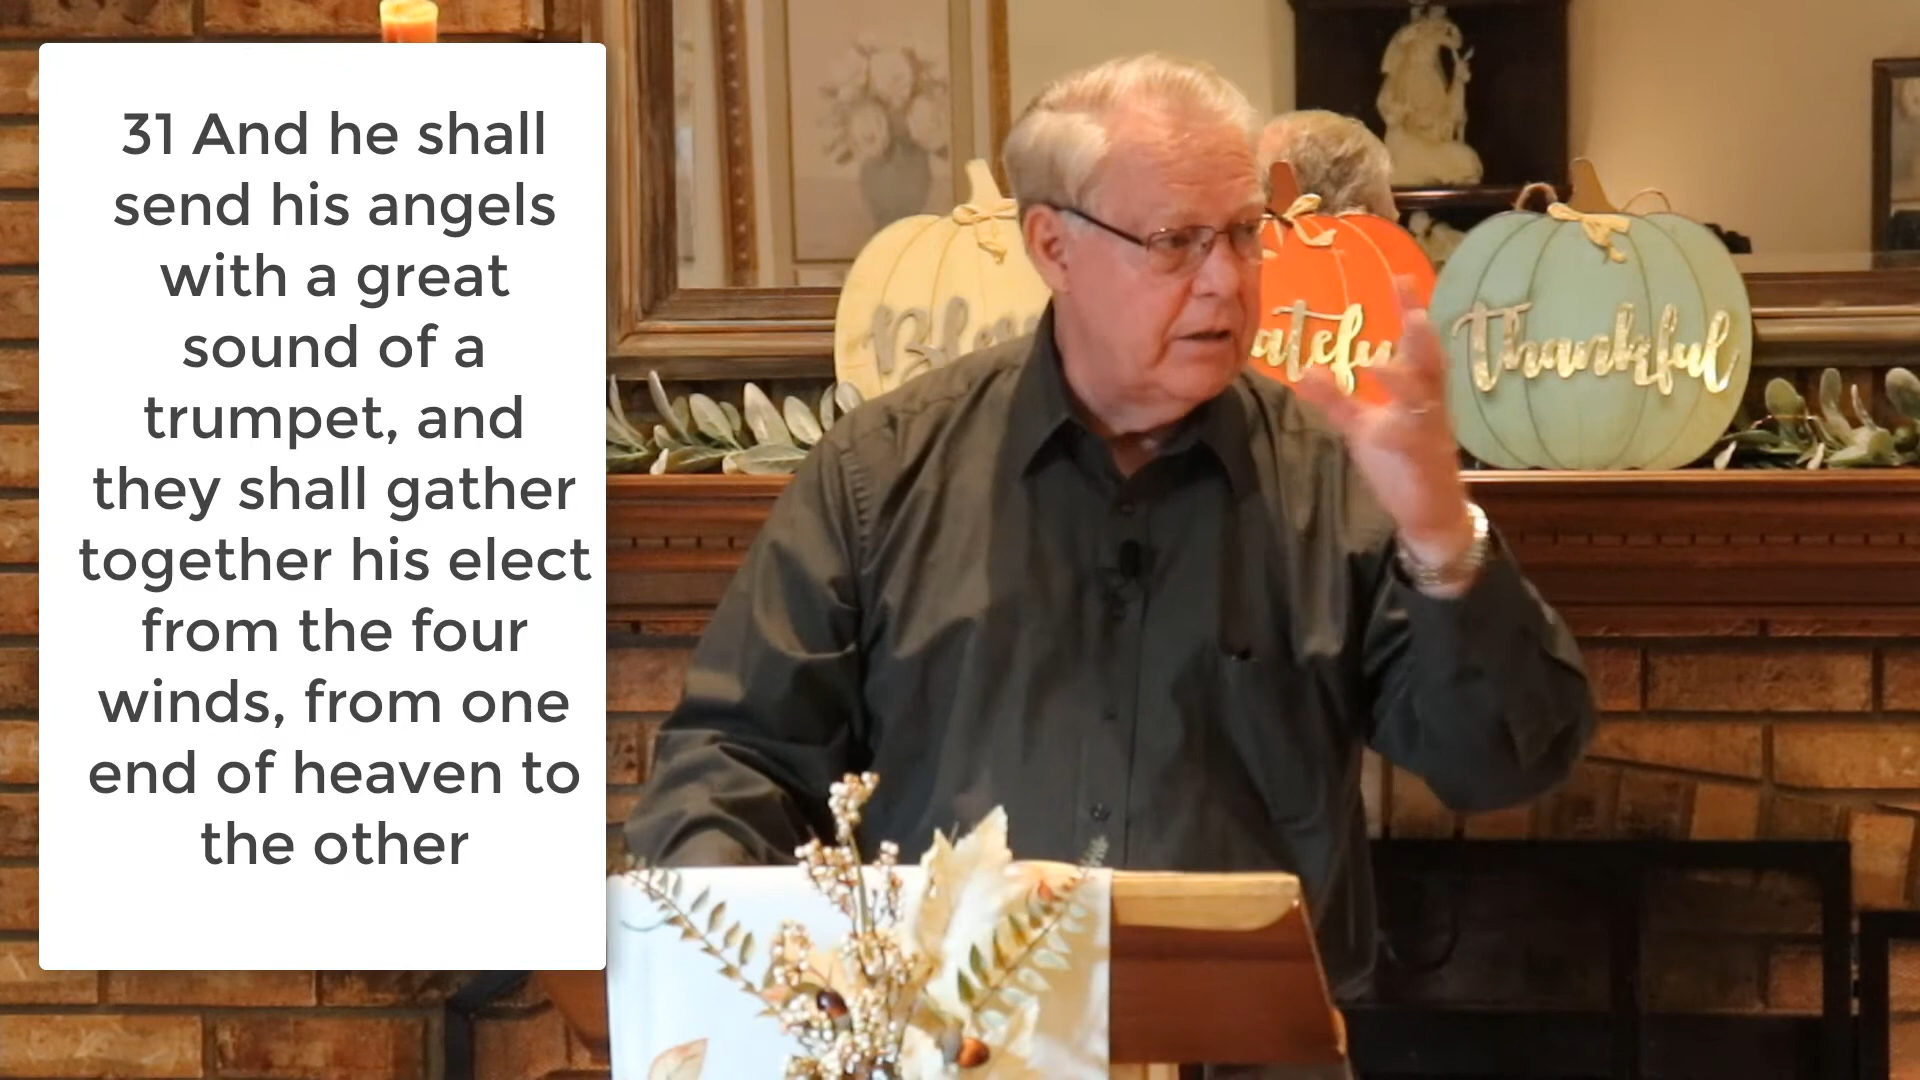 31 And he shall
send his angels
with a great
sound of a
trumpet, and
they shall gather
together his elect
from the four
winds, from one
end of heaven to
the other
Thankful